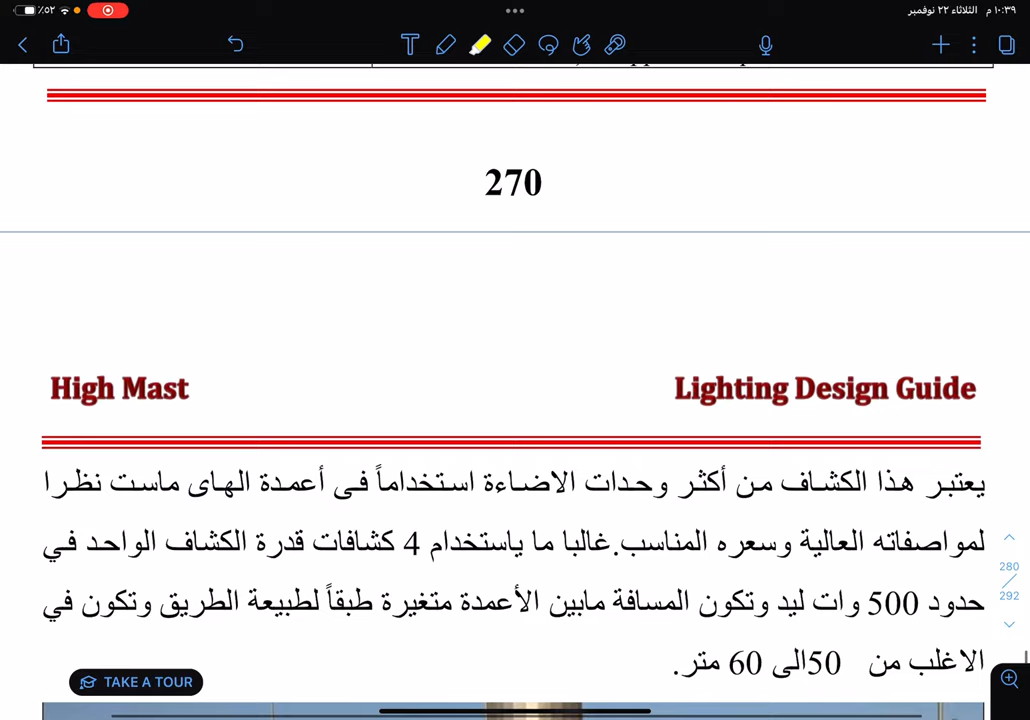 ١٠:٣٩ م الثلاثاء ٢٢ نوفمبر
٪٥٢
270
High Mast
Lighting Design Guide
يعتبر هذا الكشاف من أكثر وحدات الاضاءة استخداماً فى أعمدة الهاى ماست نظرا
لمواصفاته العالية وسعره المناسب.غالبا ما ياستخدام 4 كشافات قدرة الكشاف الواحد في
حدود 500 وات ليد وتكون المسافة مابين الأعمدة متغيرة طبقاً لطبيعة الطريق وتكون في
الاغلب من 50الى 60 متر.
280
292
TAKE A TOUR